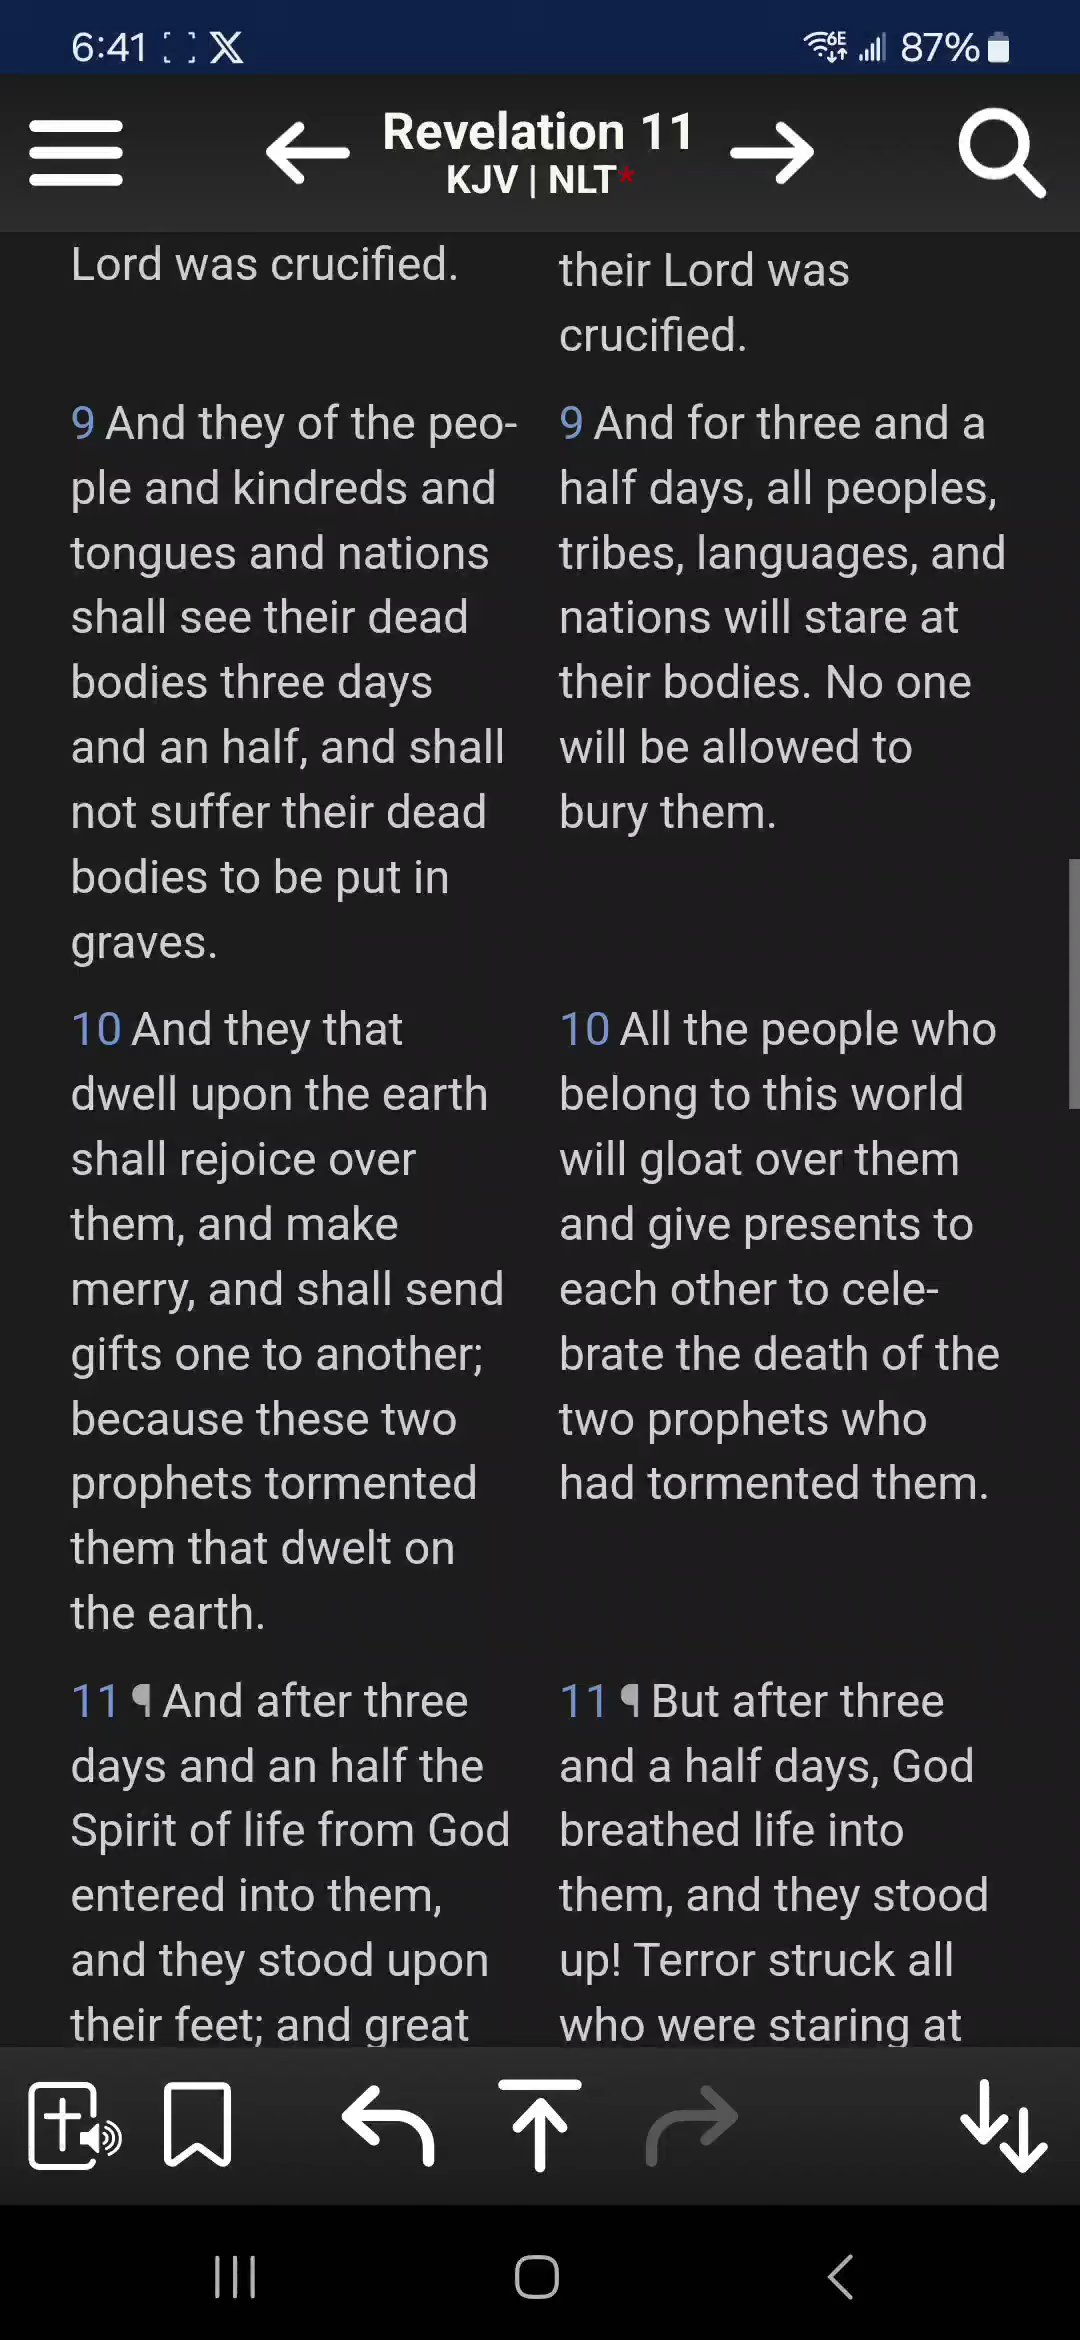 6:41
6E
87%
Revelation 11
KJV | NLT*
Lord was crucified.
9 And they of the peo-
ple and kindreds and
tongues and nations
shall see their dead
bodies three days
and an half, and shall
not suffer their dead
bodies to be put in
graves.
10 And they that
dwell upon the earth
shall rejoice over
them, and make
merry, and shall send
gifts one to another;
because these two
prophets tormented
them that dwelt on
the earth.
11 ¶ And after three
days and an half the
Spirit of life from God
entered into them,
and they stood upon
their feet; and great
their Lord was
crucified.
9 And for three and a
half days, all peoples,
tribes, languages, and
nations will stare at
their bodies. No one
will be allowed to
bury them.
10 All the people who
belong to this world
will gloat over them
and give presents to
each other to cele-
brate the death of the
two prophets who
had tormented them.
11 ¶ But after three
and a half days, God
breathed life into
them, and they stood
up! Terror struck all
who were staring at